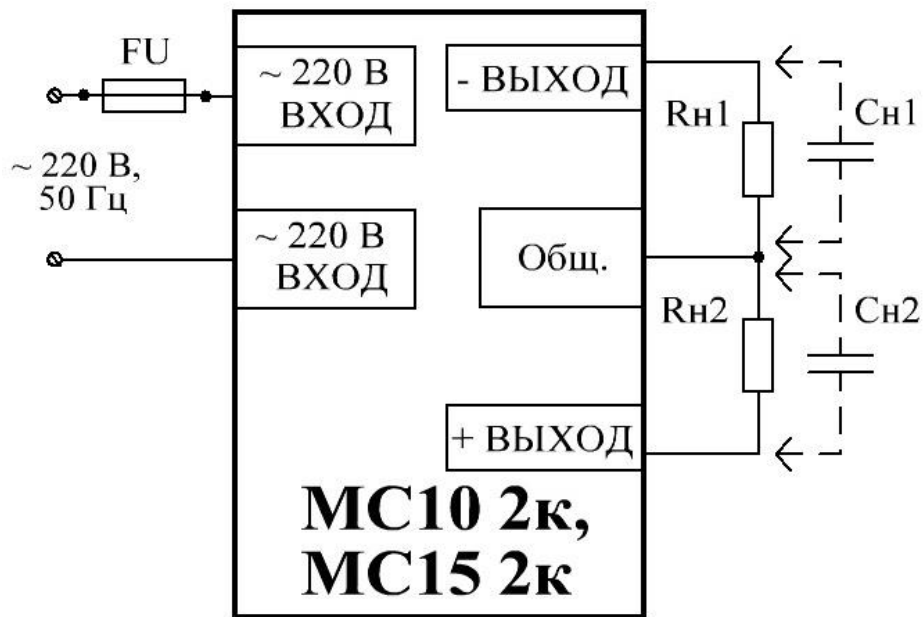 FU
~ 220 В,
50 Гц
~ 220 В
ВХОД
~ 220 В
ВХОД
- ВЫХОД
Общ.
+ ВЫХОД
Rн1
Сн1
Rн2
Сн2
МС10 2к,
МС15 2к